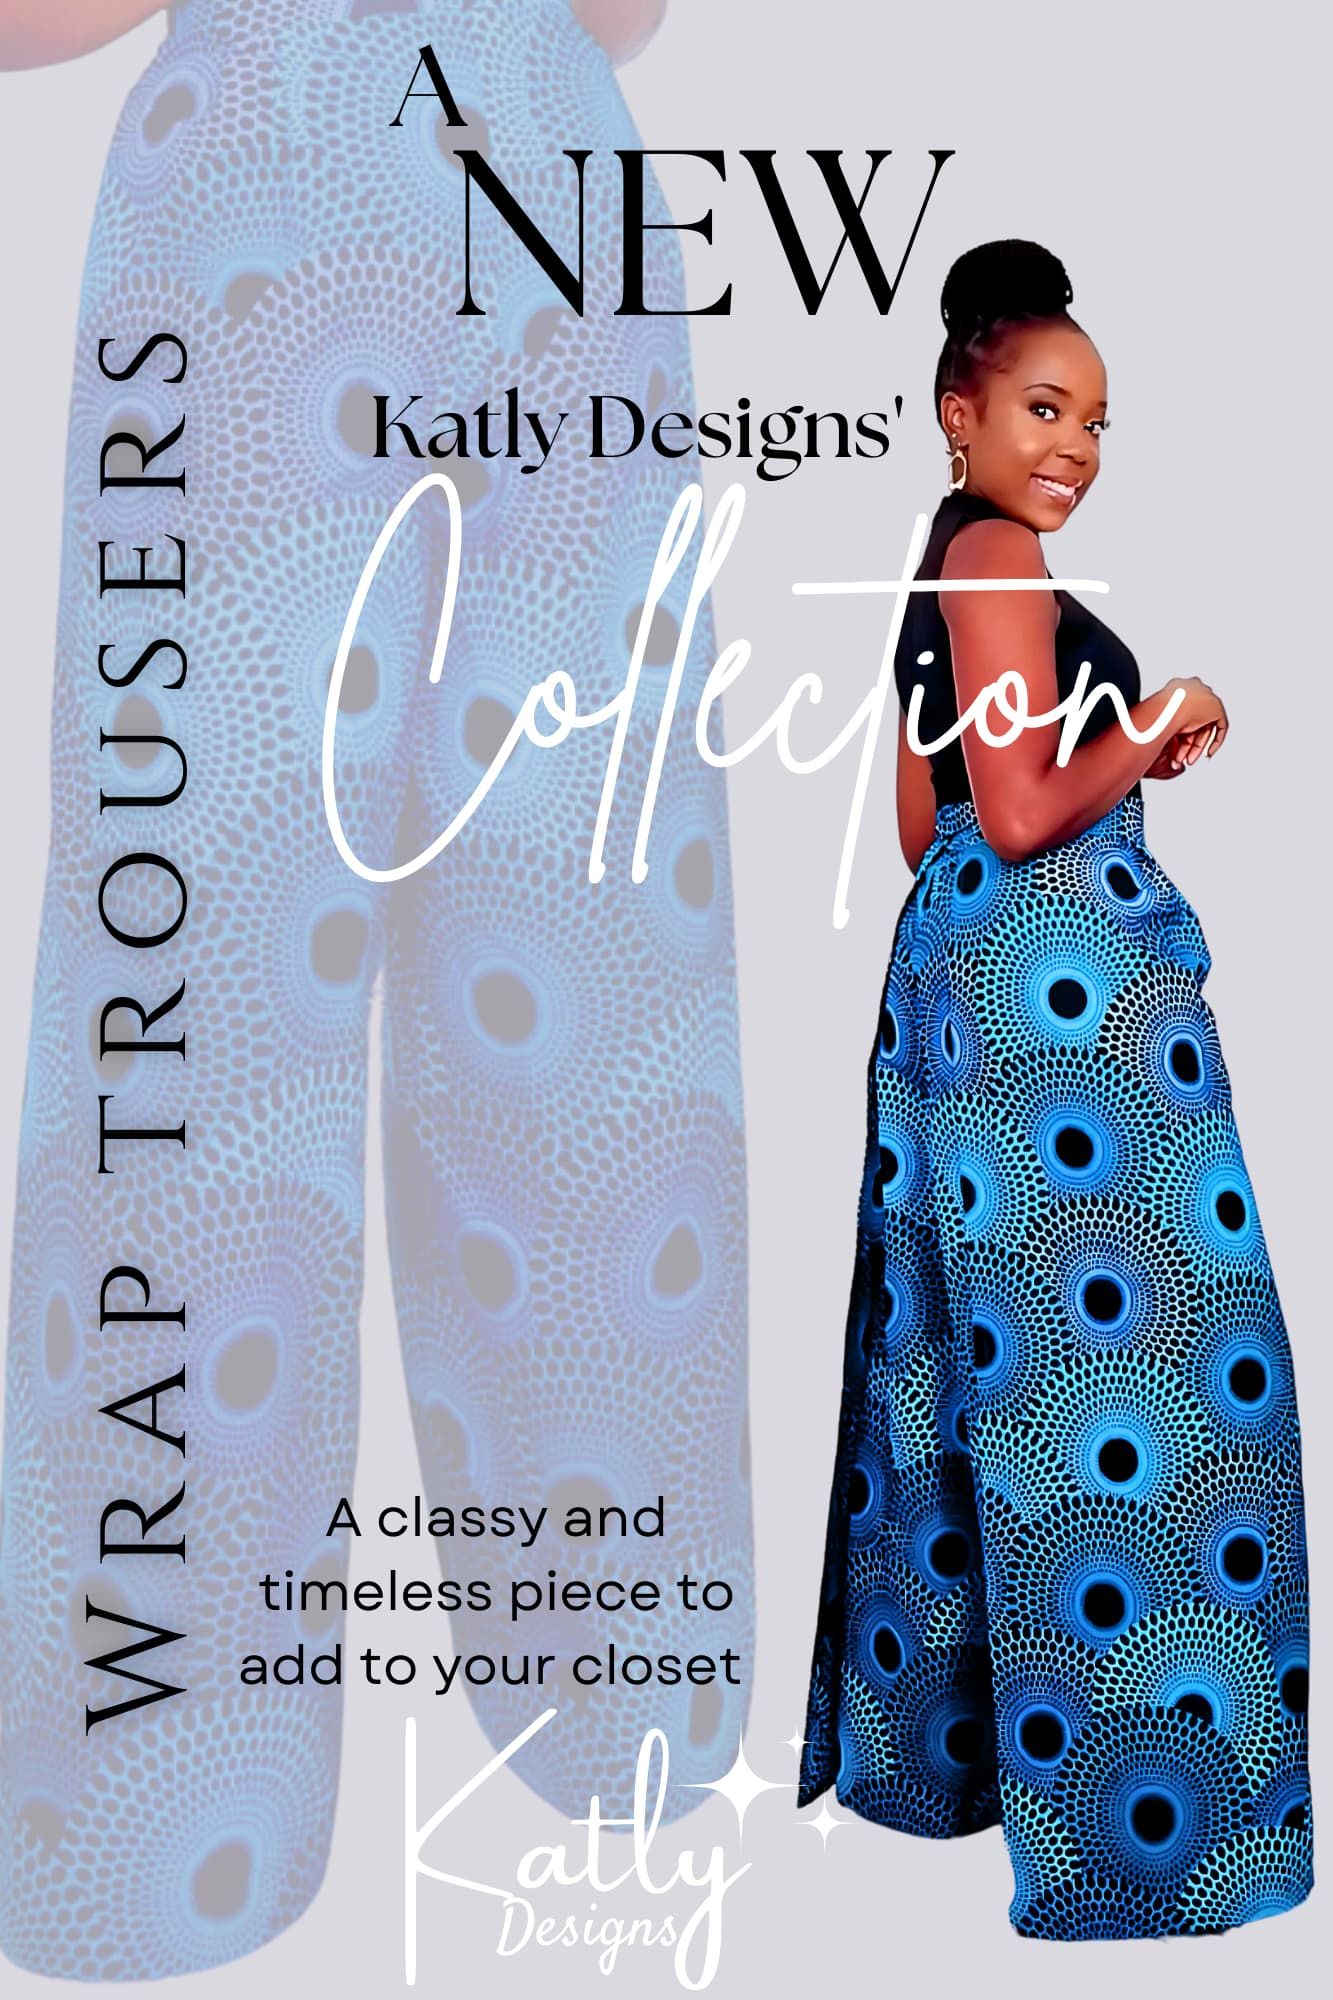 A
NEW
Katly Designs'
Collection
WRAP TROUSERS
A classy and
timeless piece to
add to your closet
Katly
Designs